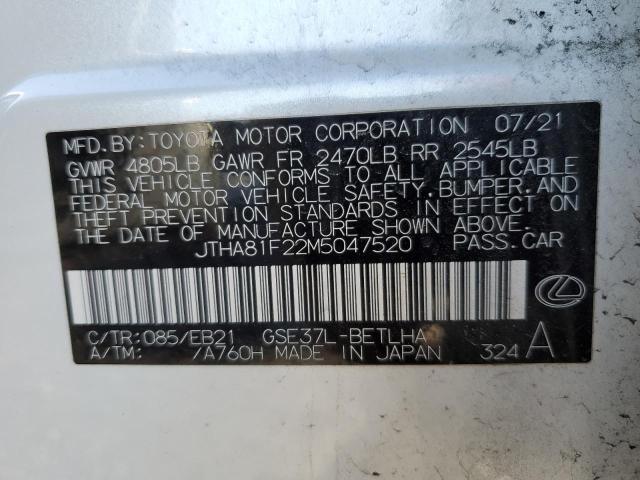 MFD.BY:TOYOTA MOTOR CORPORATION 07/21
GVWR 4805LB GAWR FR 2470LB RR 2545LB
THIS VEHICLE CONFORMS TO ALL APPLICABLE
FEDERAL MOTOR VEHICLE SAFETY,BUMPER,AND
THEFT PREVENTION STANDARDS IN EFFECT ON
THE DATE OF MANUFACTURE SHOWN ABOVE.
JTHA81F22M5047520 PASS.CAR
C/TR:085/EB21 GSE37L-BETLHA
A/TM: /A760H MADE IN JAPAN 324 A